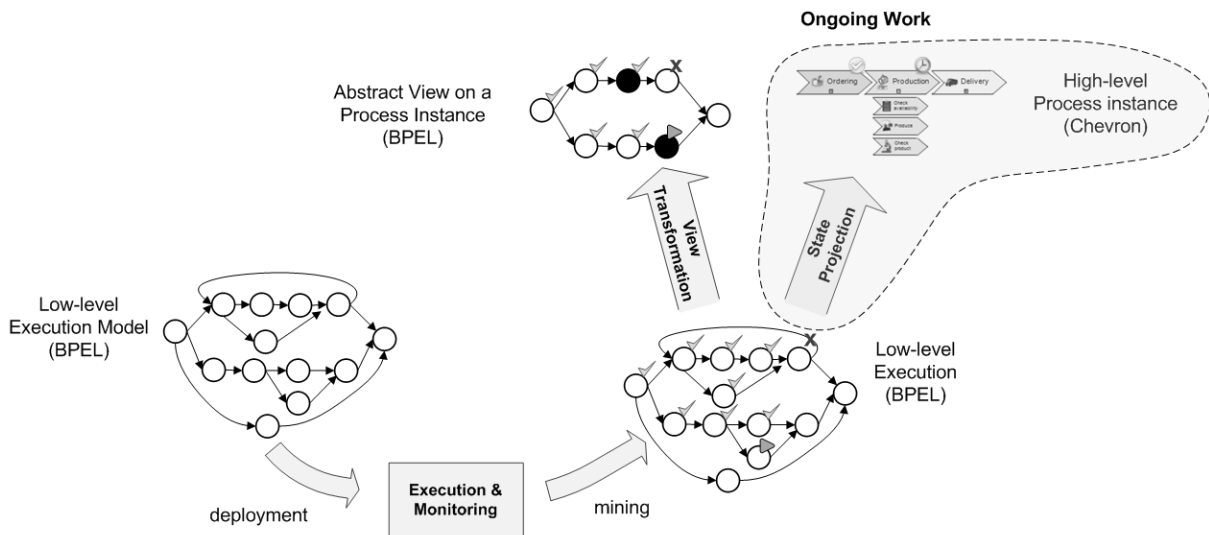 Ongoing Work
Ordering
Production
Delivery
Check
availability
Produce
Check
product
High-level
Process instance
(Chevron)
Abstract View on a
Process Instance
(BPEL)
View
Transformation
State
Projection
Low-level
Execution Model
(BPEL)
X
X
Low-level
Execution
(BPEL)
deployment
Execution &
Monitoring
mining